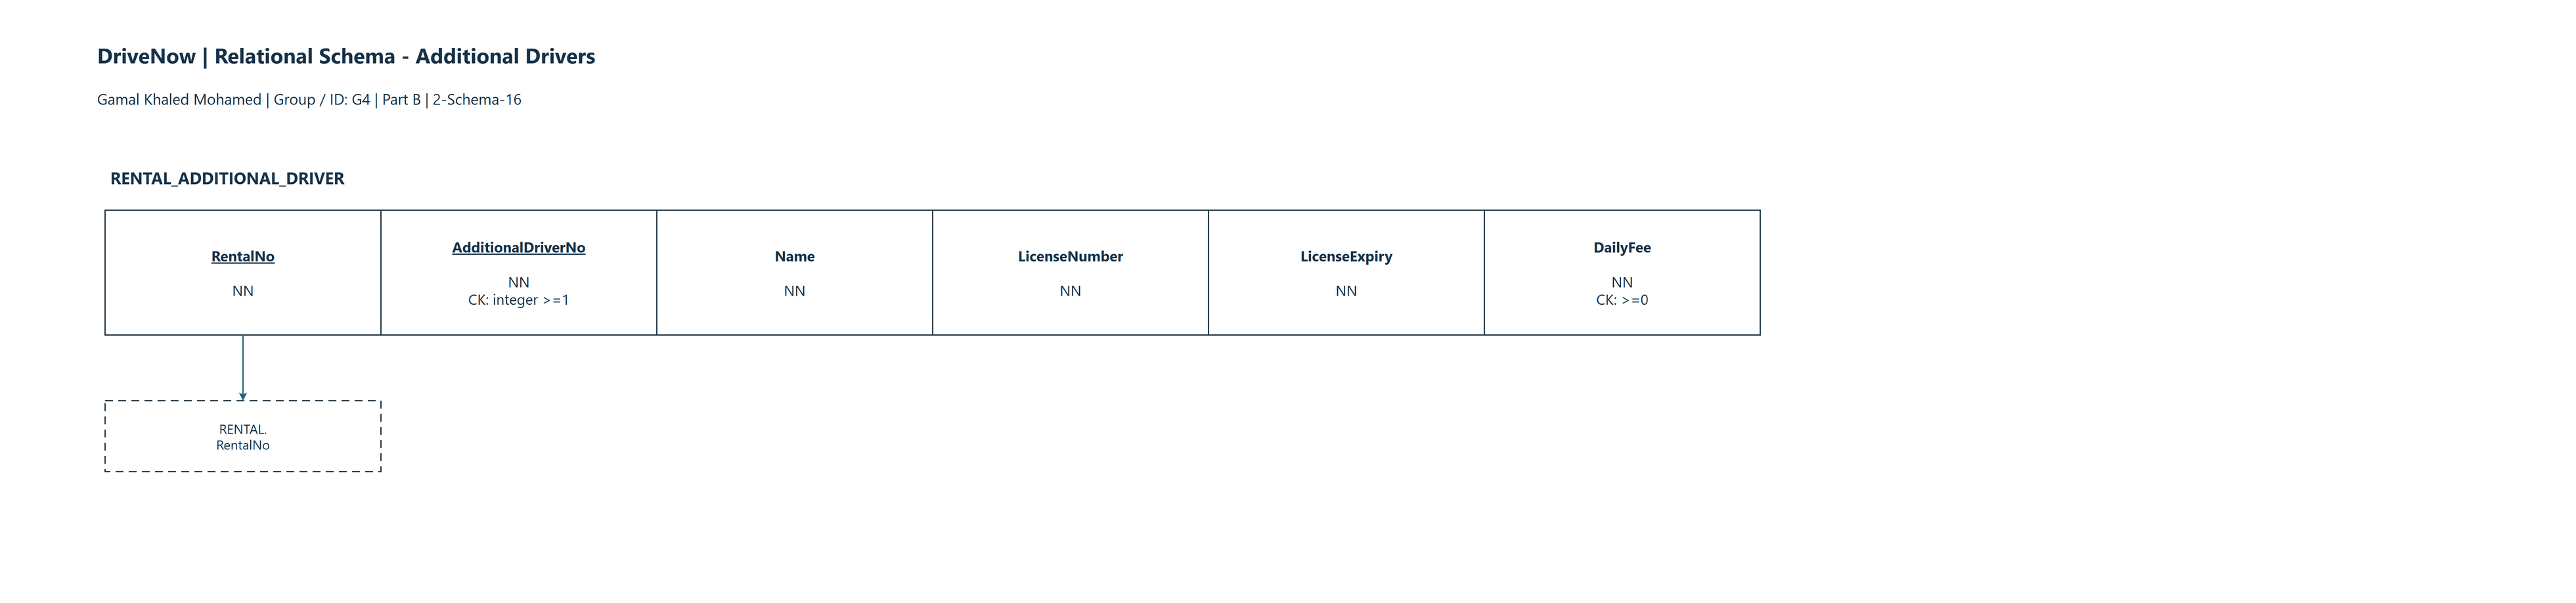 DriveNow | Relational Schema - Additional Drivers
Gamal Khaled Mohamed | Group / ID: G4 | Part B | 2-Schema-16
RENTAL_ADDITIONAL_DRIVER
RentalNo
NN
AdditionalDriverNo
NN
CK: integer >=1
Name
NN
LicenseNumber
NN
LicenseExpiry
NN
DailyFee
NN
CK: >=0
RENTAL.
RentalNo